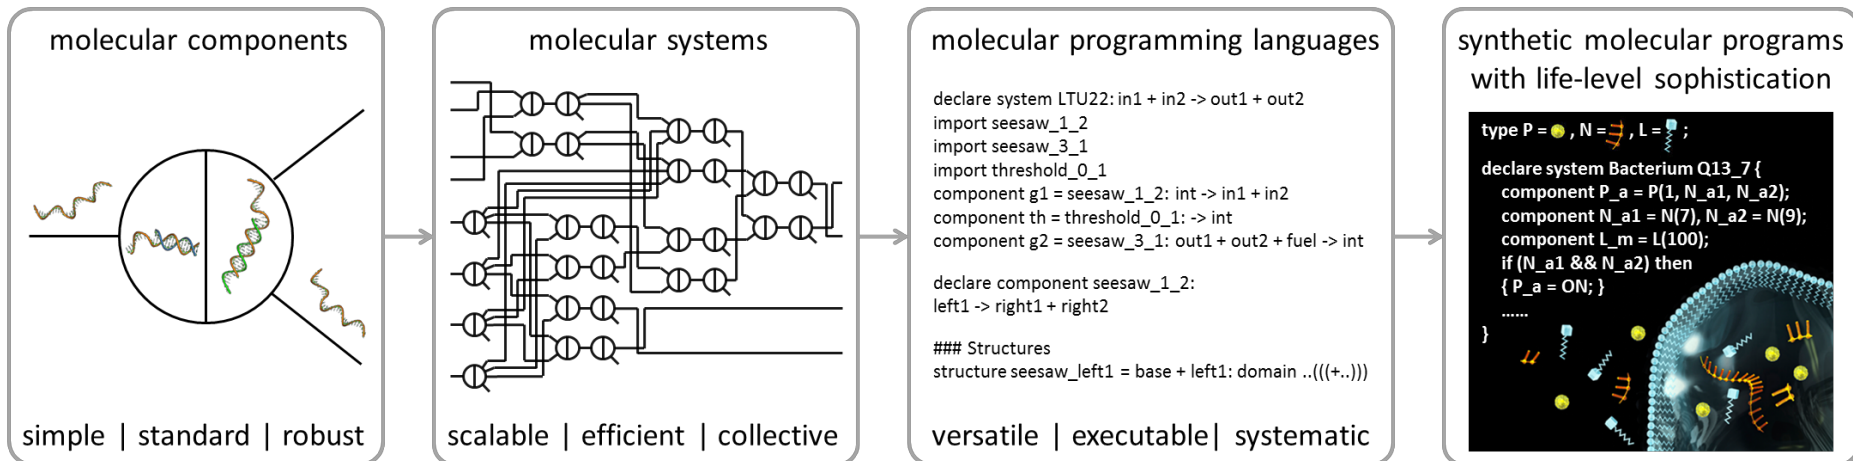 molecular components
simple | standard | robust
molecular systems
scalable | efficient | collective
molecular programming languages
declare system LTU22: in1 + in2 -> out1 + out2
import seesaw_1_2
import seesaw_3_1
import threshold_0_1
component g1 = seesaw_1_2: int -> in1 + in2
component th = threshold_0_1: -> int
component g2 = seesaw_3_1: out1 + out2 + fuel -> int
declare component seesaw_1_2:
left1 -> right1 + right2
### Structures
structure seesaw_left1 = base + left1: domain ..(((+..)))
versatile | executable| systematic
synthetic molecular programs
with life-level sophistication
type P = , N = , L = ;
declare system Bacterium Q13_7 {
component P_a = P(1, N_a1, N_a2);
component N_a1 = N(7), N_a2 = N(9);
component L_m = L(100);
if (N_a1 && N_a2) then
{ P_a = ON; }
......
}